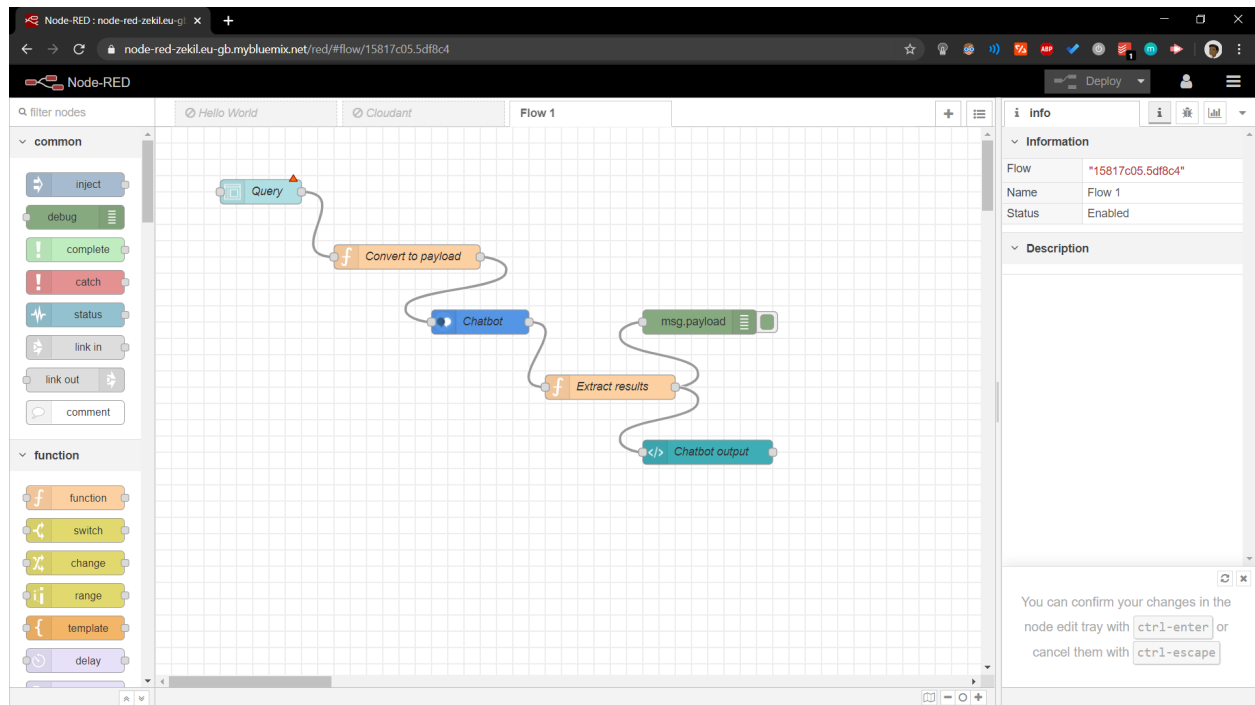 Node-RED : node-red-zekil.eu-gb
node-red-zekil.eu-gb.mybluemix.net/red/#flow/15817c05.5df8c4
ABP
1
Node-RED
Deploy
filter nodes
Hello World
Cloudant
Flow 1
i info
i
common
Information
inject
debug
complete
catch
status
link in
link out
comment
function
function
switch
change
range
template
delay
Query
Convert to payload
Chatbot
msg.payload
Extract results
Chatbot output
Flow "15817c05.5df8c4"
Name Flow 1
Status Enabled
Description
You can confirm your changes in the
node edit tray with ctrl-enter or
cancel them with ctrl-escape